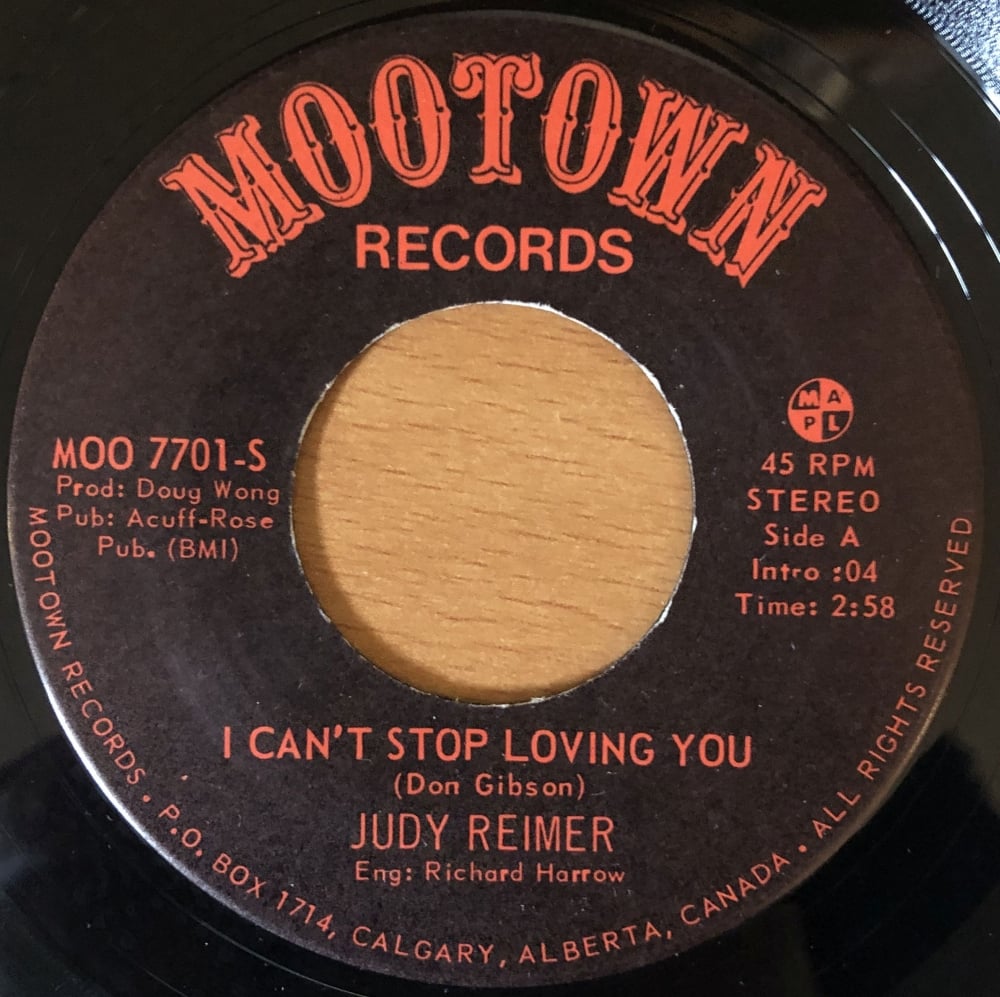 MOOTOWN
RECORDS
MOO 7701-S
Prod: Doug Wong
Pub: Acuff-Rose
Pub. (BMI)
M A
P L
45 RPM
STEREO
Side A
Intro :04
Time: 2:58
I CAN'T STOP LOVING YOU
(Don Gibson)
JUDY REIMER
Eng: Richard Harrow
MOOTOWN RECORDS • P.O. BOX 1714, CALGARY, ALBERTA, CANADA • ALL RIGHTS RESERVED